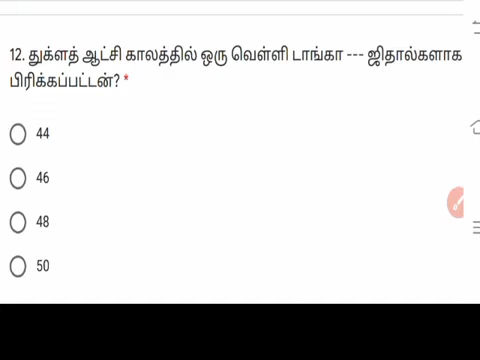 12. துக்ளத் ஆட்சி காலத்தில் ஒரு வெள்ளி டாங்கா --- ஜிதால்களாக
பிரிக்கப்பட்டன்? *
44
46
48
50